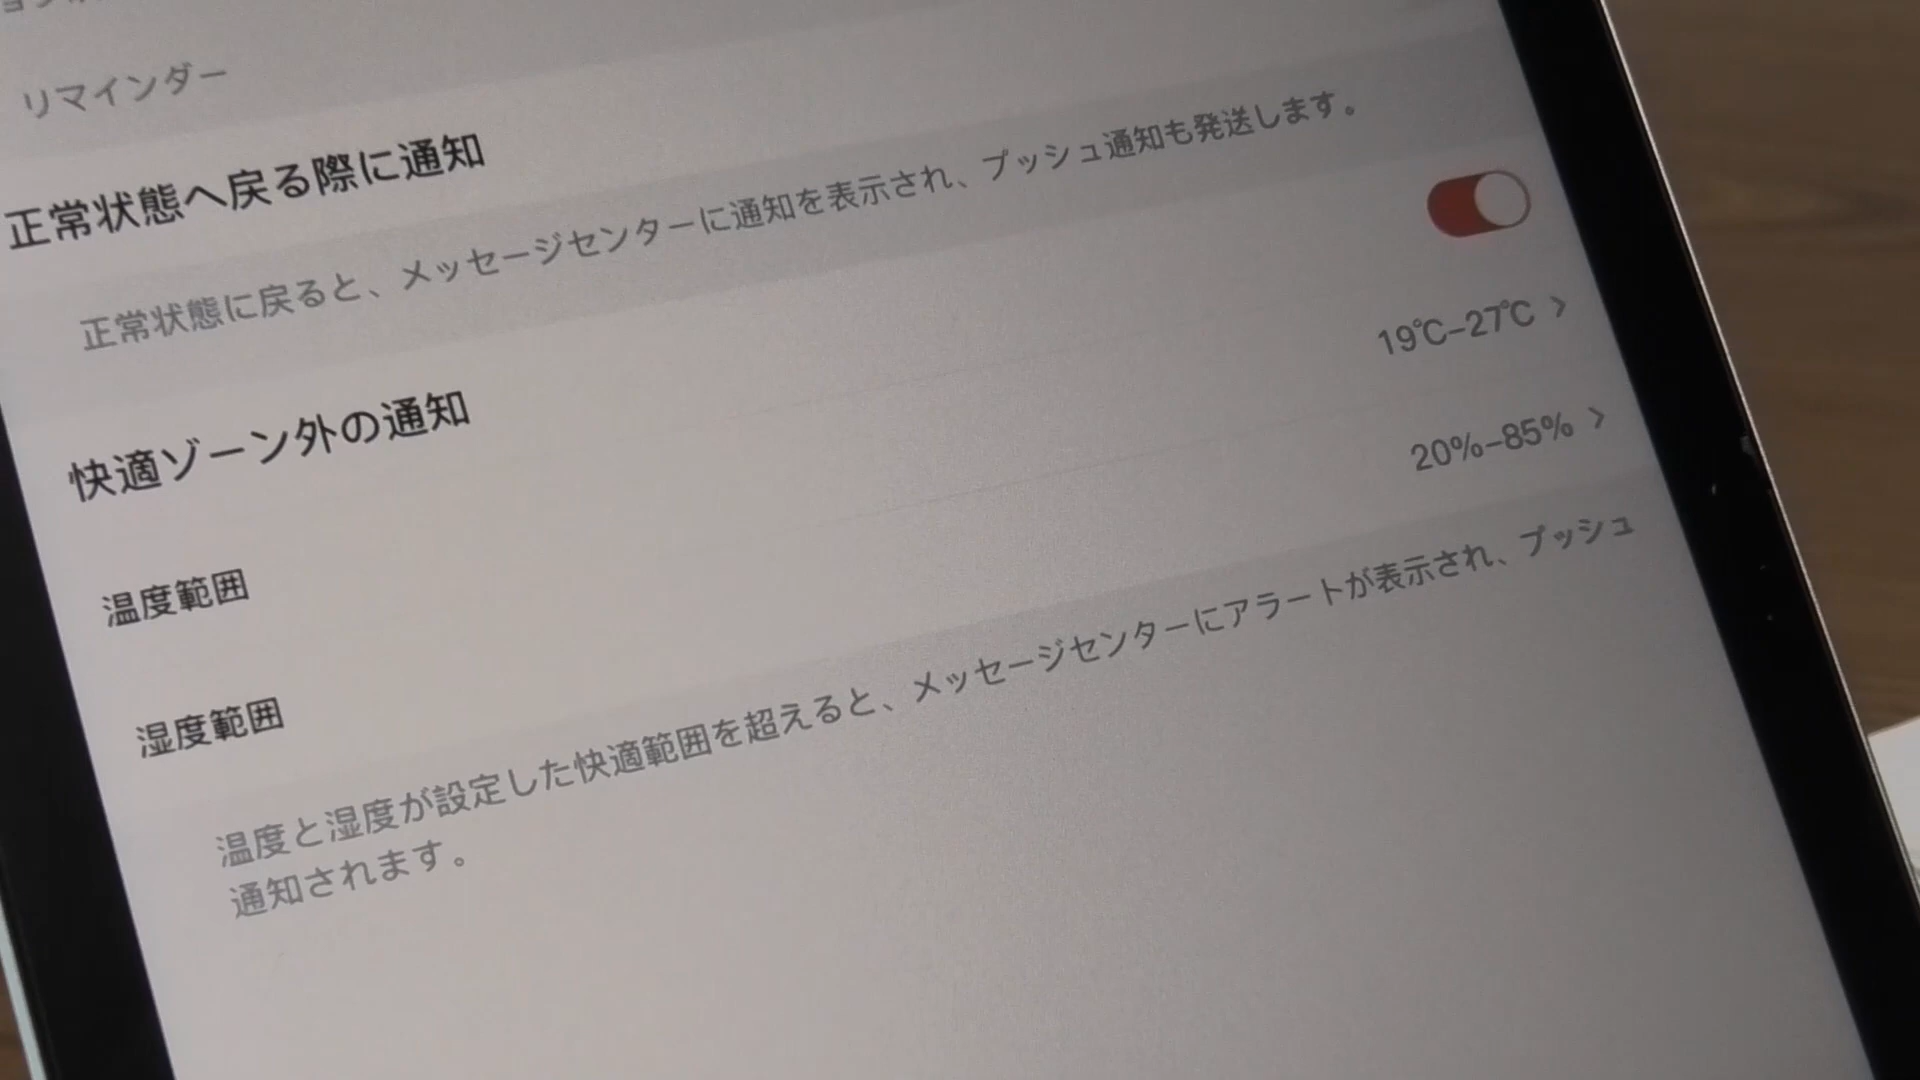 リマインダー
正常状態へ戻る際に通知
正常状態に戻ると、メッセージセンターに通知を表示され、プッシュ通知も発送します。
快適ゾーン外の通知
温度範囲 19℃-27℃ >
湿度範囲 20%-85% >
温度と湿度が設定した快適範囲を超えると、メッセージセンターにアラートが表示され、プッシュ
通知されます。